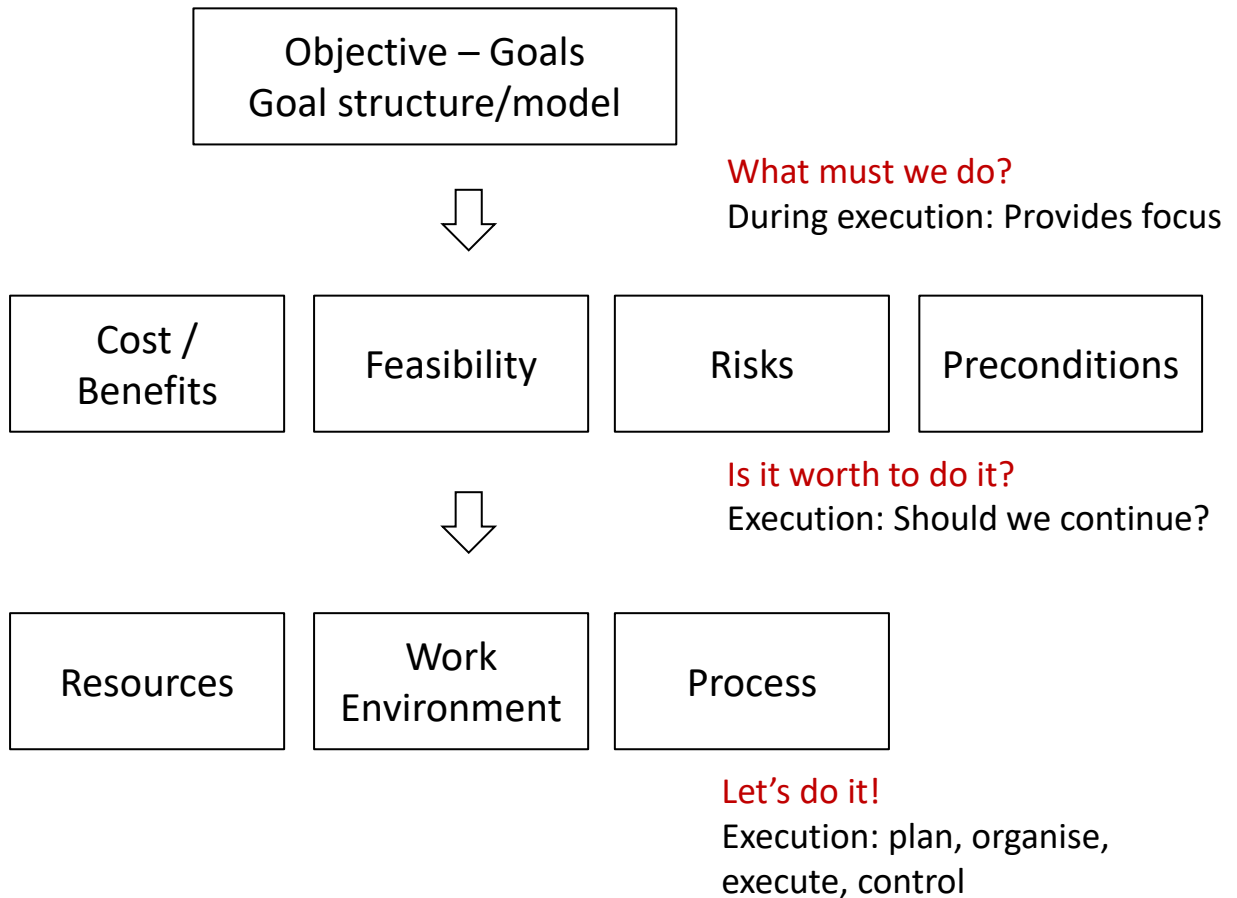 Objective – Goals
Goal structure/model
What must we do?
During execution: Provides focus
Cost /
Benefits
Feasibility
Risks
Preconditions
Is it worth to do it?
Execution: Should we continue?
Resources
Work
Environment
Process
Let’s do it!
Execution: plan, organise,
execute, control